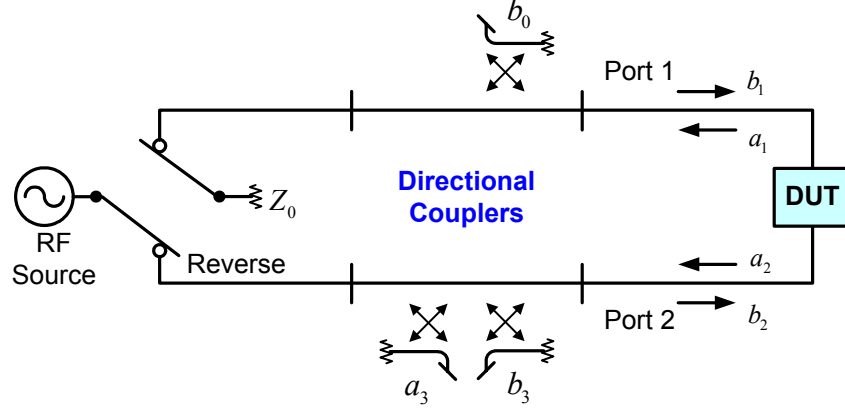 b₀
Port 1
b₁
a₁
Z₀
Directional
Couplers
DUT
RF
Source
Reverse
a₂
Port 2
b₂
a₃
b₃